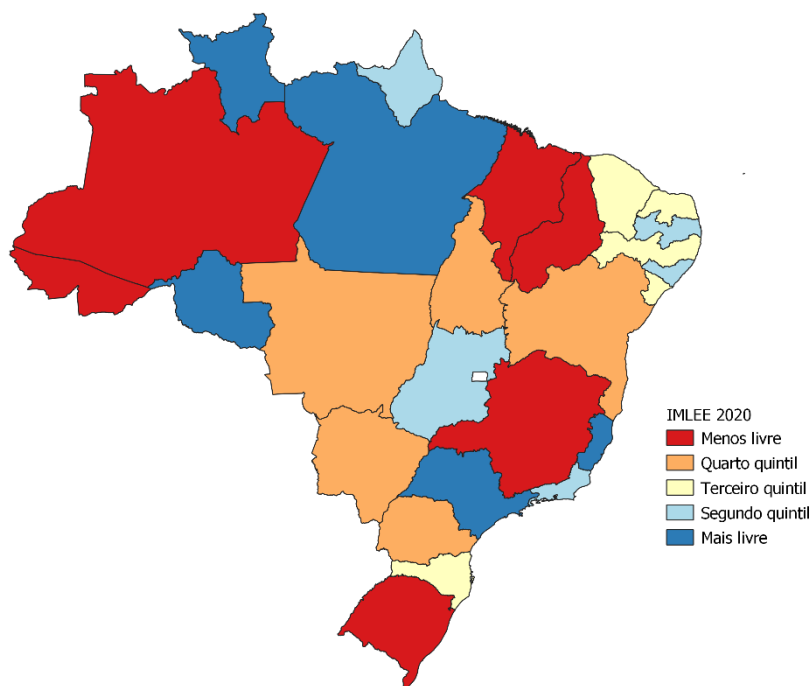 IMLEE 2020
Menos livre
Quarto quintil
Terceiro quintil
Segundo quintil
Mais livre